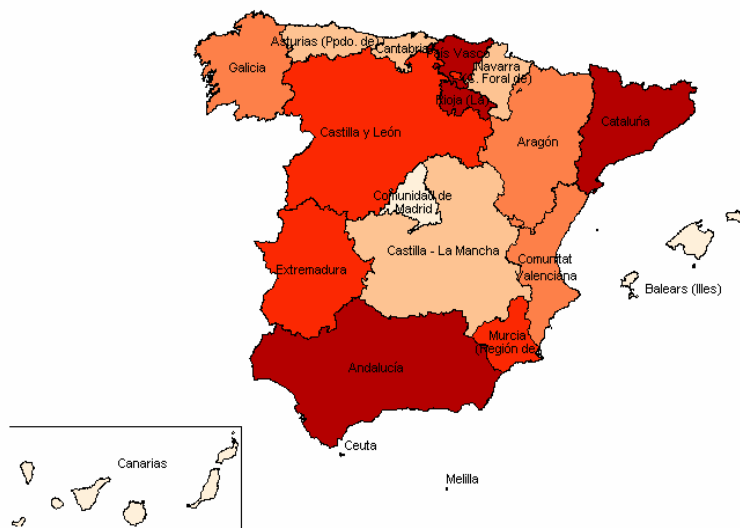 Asturias (Ppdo. de)
Cantabria
País Vasco
Navarra
(C. Foral de)
Galicia
Rioja (La)
Cataluña
Castilla y León
Aragón
Comunidad de
Madrid
Castilla - La Mancha
Comunitat
Valenciana
Extremadura
Balears (Illes)
Murcia
(Región de)
Andalucía
Ceuta
Canarias
Melilla